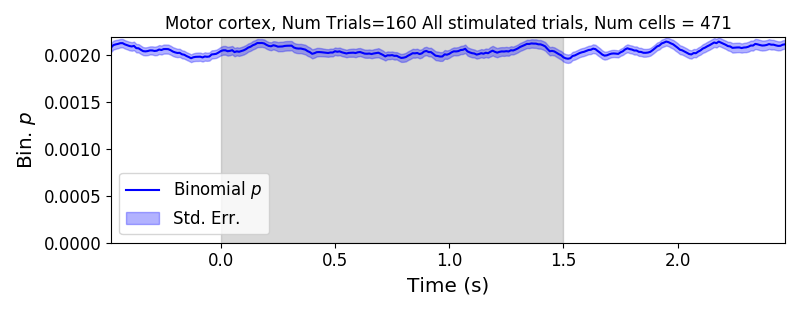 Motor cortex, Num Trials=160 All stimulated trials, Num cells = 471
Bin. p
0.0020
0.0015
0.0010
0.0005
0.0000
Binomial p
Std. Err.
0.0
0.5
1.0
1.5
2.0
Time (s)